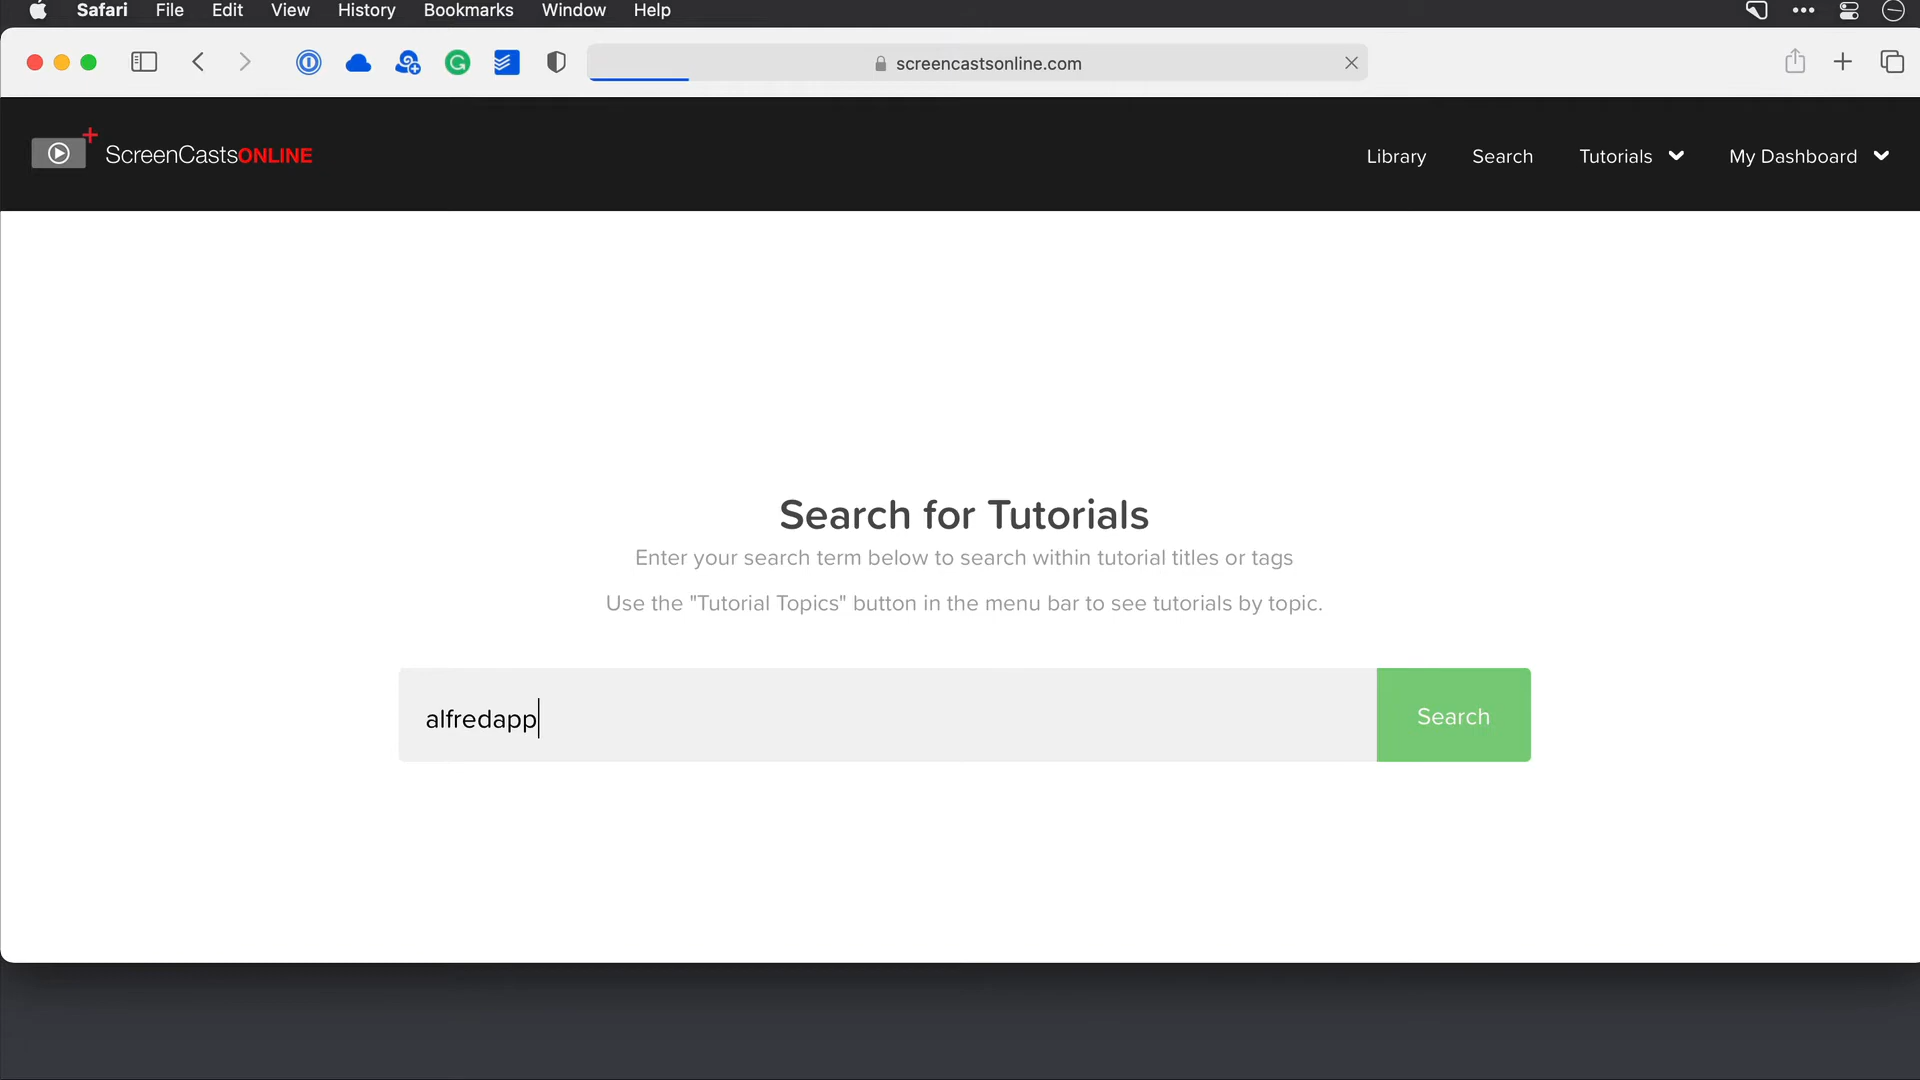 Safari File Edit View History Bookmarks Window Help
screencastsonline.com
ScreenCastsONLINE
Library Search Tutorials My Dashboard
Search for Tutorials
Enter your search term below to search within tutorial titles or tags
Use the "Tutorial Topics" button in the menu bar to see tutorials by topic.
alfredapp
Search